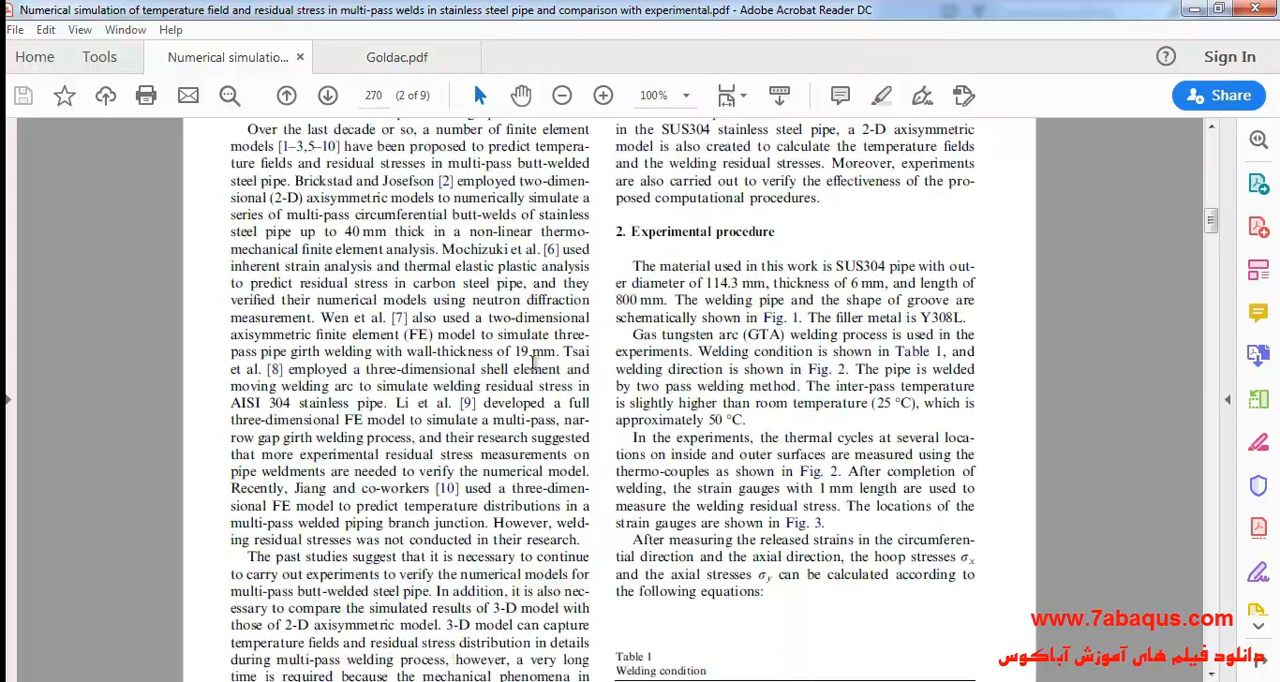 Numerical simulation of temperature field and residual stress in multi-pass welds in stainless steel pipe and comparison with experimental.pdf - Adobe Acrobat Reader DC
File Edit View Window Help
Home Tools Numerical simulatio... × Goldac.pdf Sign In
270 (2 of 9) 100% Share
Over the last decade or so, a number of finite element
models [1–3,5–10] have been proposed to predict tempera-
ture fields and residual stresses in multi-pass butt-welded
steel pipe. Brickstad and Josefson [2] employed two-dimen-
sional (2-D) axisymmetric models to numerically simulate a
series of multi-pass circumferential butt-welds of stainless
steel pipe up to 40 mm thick in a non-linear thermo-
mechanical finite element analysis. Mochizuki et al. [6] used
inherent strain analysis and thermal elastic plastic analysis
to predict residual stress in carbon steel pipe, and they
verified their numerical models using neutron diffraction
measurement. Wen et al. [7] also used a two-dimensional
axisymmetric finite element (FE) model to simulate three-
pass pipe girth welding with wall-thickness of 19 mm. Tsai
et al. [8] employed a three-dimensional shell element and
moving welding arc to simulate welding residual stress in
AISI 304 stainless pipe. Li et al. [9] developed a full
three-dimensional FE model to simulate a multi-pass, nar-
row gap girth welding process, and their research suggested
that more experimental residual stress measurements on
pipe weldments are needed to verify the numerical model.
Recently, Jiang and co-workers [10] used a three-dimen-
sional FE model to predict temperature distributions in a
multi-pass welded piping branch junction. However, weld-
ing residual stresses was not conducted in their research.
The past studies suggest that it is necessary to continue
to carry out experiments to verify the numerical models for
multi-pass butt-welded steel pipe. In addition, it is also nec-
essary to compare the simulated results of 3-D model with
those of 2-D axisymmetric model. 3-D model can capture
temperature fields and residual stress distribution in details
during multi-pass welding process, however, a very long
time is required because the mechanical phenomena in
in the SUS304 stainless steel pipe, a 2-D axisymmetric
model is also created to calculate the temperature fields
and the welding residual stresses. Moreover, experiments
are also carried out to verify the effectiveness of the pro-
posed computational procedures.
2. Experimental procedure
The material used in this work is SUS304 pipe with out-
er diameter of 114.3 mm, thickness of 6 mm, and length of
800 mm. The welding pipe and the shape of groove are
schematically shown in Fig. 1. The filler metal is Y308L.
Gas tungsten arc (GTA) welding process is used in the
experiments. Welding condition is shown in Table 1, and
welding direction is shown in Fig. 2. The pipe is welded
by two pass welding method. The inter-pass temperature
is slightly higher than room temperature (25 °C), which is
approximately 50 °C.
In the experiments, the thermal cycles at several loca-
tions on inside and outer surfaces are measured using the
thermo-couples as shown in Fig. 2. After completion of
welding, the strain gauges with 1 mm length are used to
measure the welding residual stress. The locations of the
strain gauges are shown in Fig. 3.
After measuring the released strains in the circumferen-
tial direction and the axial direction, the hoop stresses σx
and the axial stresses σy can be calculated according to
the following equations:
Table 1
Welding condition
www.7abaqus.com
دانلود فیلم های آموزش آباکوس